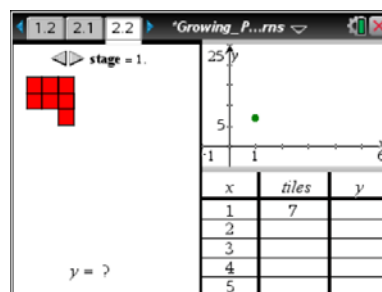 1.2 2.1 2.2 *Growing_P...rns
stage = 1.
y = ?
25 y
5
-1 1 6
x tiles y
1 7
2
3
4
5